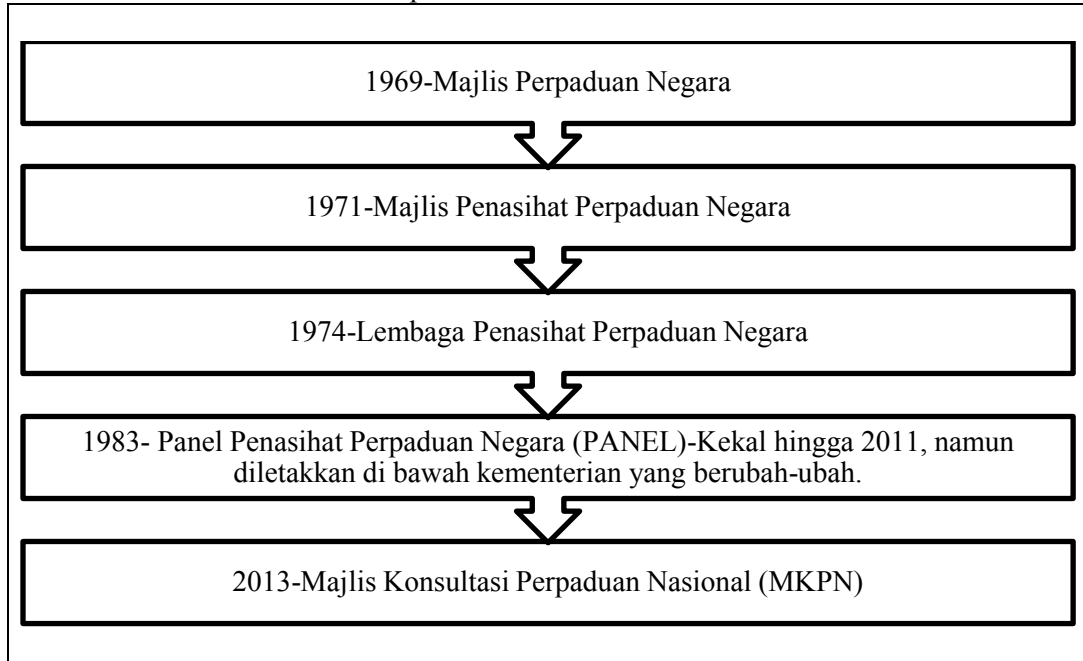 1969-Majlis Perpaduan Negara
1971-Majlis Penasihat Perpaduan Negara
1974-Lembaga Penasihat Perpaduan Negara
1983- Panel Penasihat Perpaduan Negara (PANEL)-Kekal hingga 2011, namun
diletakkan di bawah kementerian yang berubah-ubah.
2013-Majlis Konsultasi Perpaduan Nasional (MKPN)